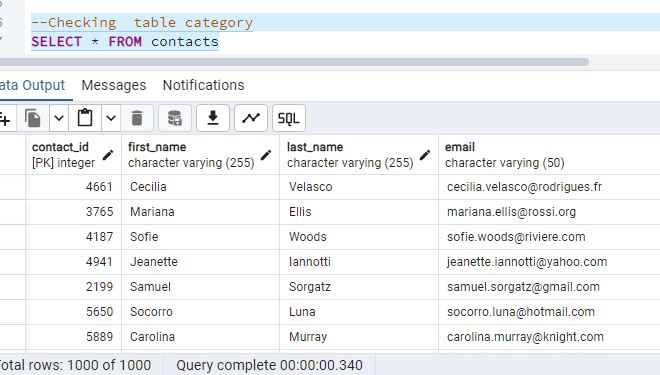 --Checking  table category
SELECT * FROM contacts
Data Output Messages Notifications
SQL
contact_id first_name last_name email
[PK] integer character varying (255) character varying (255) character varying (50)
4661 Cecilia Velasco cecilia.velasco@rodrigues.fr
3765 Mariana Ellis mariana.ellis@rossi.org
4187 Sofie Woods sofie.woods@riviere.com
4941 Jeanette Iannotti jeanette.iannotti@yahoo.com
2199 Samuel Sorgatz samuel.sorgatz@gmail.com
5650 Socorro Luna socorro.luna@hotmail.com
5889 Carolina Murray carolina.murray@knight.com
Total rows: 1000 of 1000 Query complete 00:00:00.340